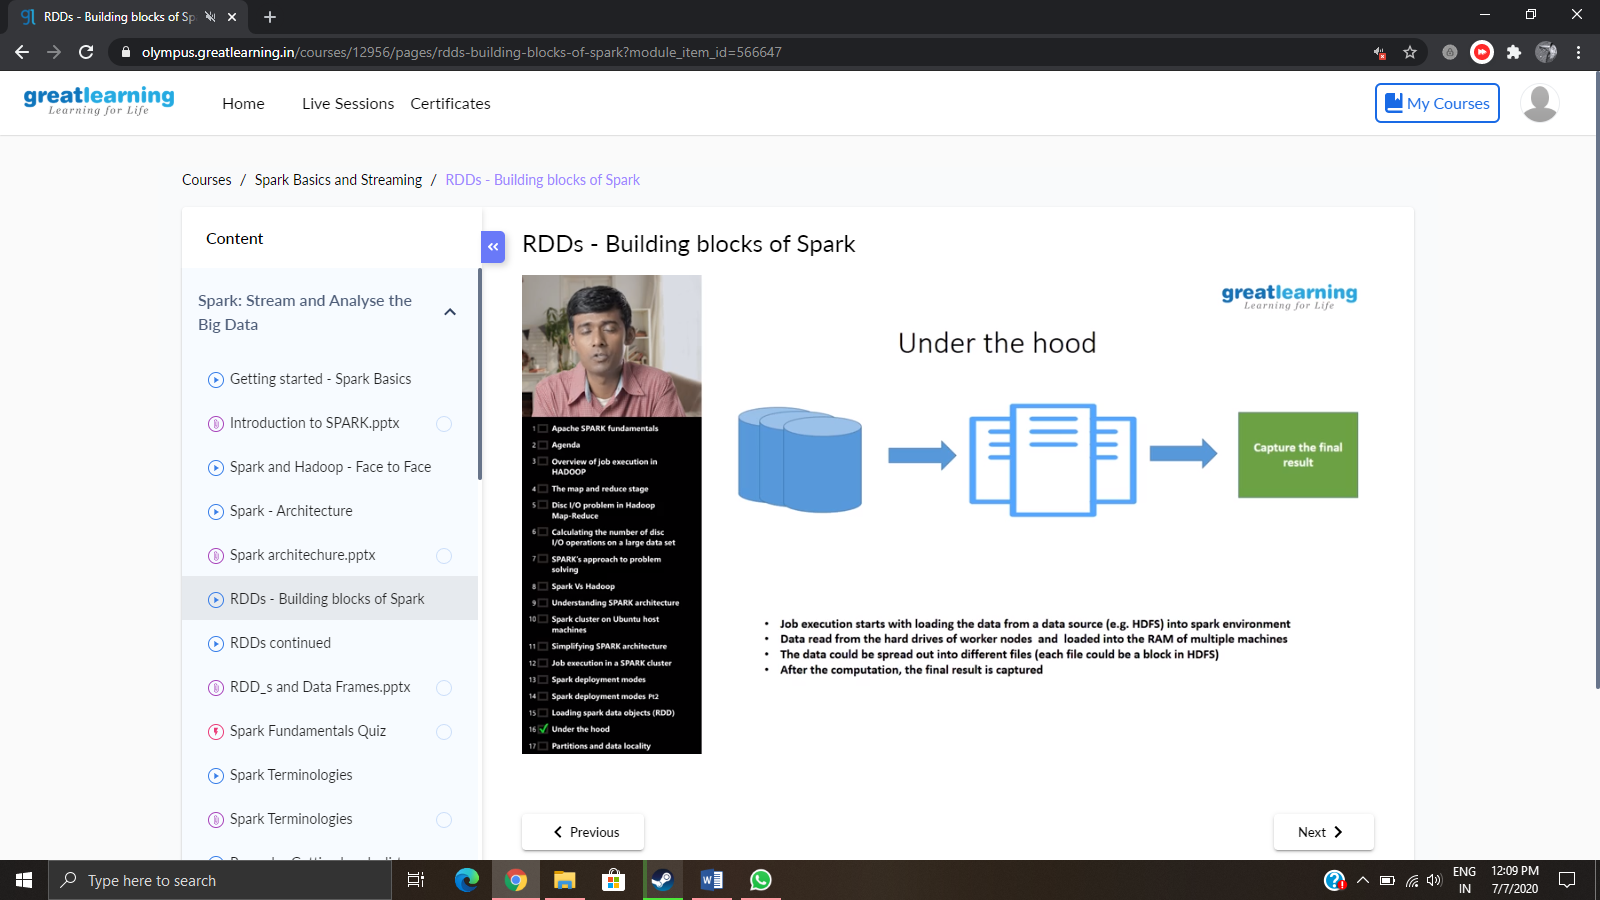 RDDs - Building blocks of Sp
olympus.greatlearning.in/courses/12956/pages/rdds-building-blocks-of-spark?module_item_id=566647
greatlearning
Learning for Life
Home
Live Sessions
Certificates
My Courses
Courses / Spark Basics and Streaming / RDDs - Building blocks of Spark
Content
Spark: Stream and Analyse the
Big Data
Getting started - Spark Basics
Introduction to SPARK.pptx
Spark and Hadoop - Face to Face
Spark - Architecture
Spark architechure.pptx
RDDs - Building blocks of Spark
RDDs continued
RDD_s and Data Frames.pptx
Spark Fundamentals Quiz
Spark Terminologies
Spark Terminologies
RDDs - Building blocks of Spark
1 Apache SPARK fundamentals
2 Agenda
3 Overview of job execution in
HADOOP
4 The map and reduce stage
5 Disc I/O problem in Hadoop
Map-Reduce
6 Calculating the number of disc
I/O operations on a large data set
7 SPARK's approach to problem
solving
8 Spark Vs Hadoop
9 Understanding SPARK architecture
10 Spark cluster on Ubuntu host
machines
11 Simplifying SPARK architecture
12 Job execution in a SPARK cluster
13 Spark deployment modes
14 Spark deployment modes Pt2
15 Loading spark data objects (RDD)
16 Under the hood
17 Partitions and data locality
greatlearning
Learning for Life
Under the hood
Capture the final
result
• Job execution starts with loading the data from a data source (e.g. HDFS) into spark environment
• Data read from the hard drives of worker nodes and loaded into the RAM of multiple machines
• The data could be spread out into different files (each file could be a block in HDFS)
• After the computation, the final result is captured
Previous
Next
Type here to search
ENG
IN
12:09 PM
7/7/2020